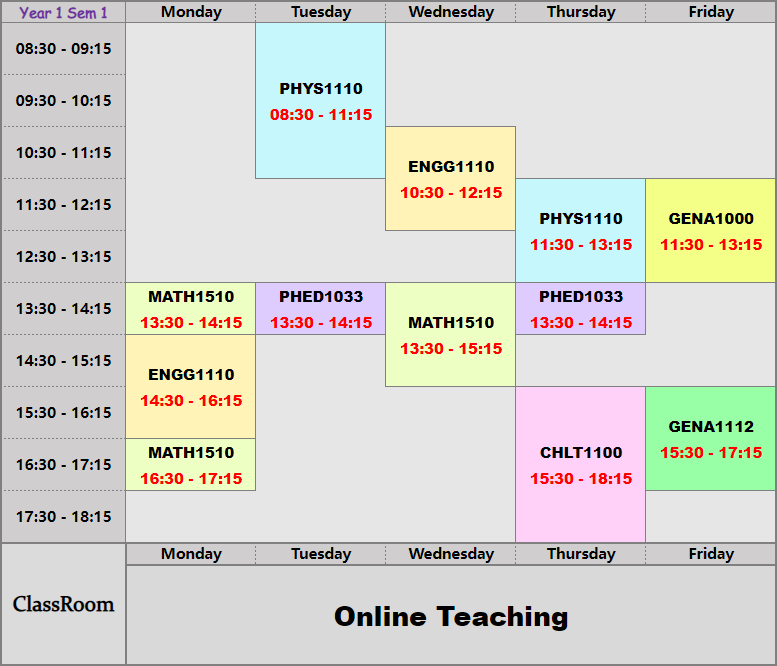 Year 1 Sem 1 Monday Tuesday Wednesday Thursday Friday
08:30 - 09:15
09:30 - 10:15
PHYS1110
08:30 - 11:15
10:30 - 11:15
ENGG1110
10:30 - 12:15
11:30 - 12:15
PHYS1110 GENA1000
11:30 - 13:15 11:30 - 13:15
12:30 - 13:15
13:30 - 14:15
MATH1510 PHED1033 PHED1033
13:30 - 14:15 13:30 - 14:15 13:30 - 14:15
MATH1510
13:30 - 15:15
14:30 - 15:15
ENGG1110
14:30 - 16:15
15:30 - 16:15
GENA1112
15:30 - 17:15
16:30 - 17:15
MATH1510 CHLT1100
16:30 - 17:15 15:30 - 18:15
17:30 - 18:15
Monday Tuesday Wednesday Thursday Friday
ClassRoom
Online Teaching